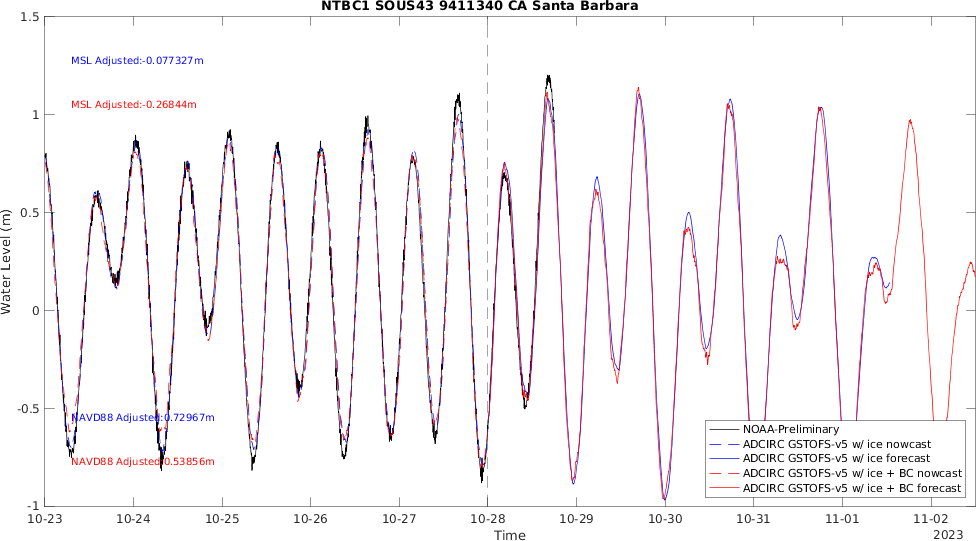 NTBC1 SOUS43 9411340 CA Santa Barbara
1.5
1
0.5
0
-0.5
-1
Water Level (m)
MSL Adjusted:-0.077327m
MSL Adjusted:-0.26844m
NAVD88 Adjusted:0.72967m
NAVD88 Adjusted:0.53856m
NOAA-Preliminary
ADCIRC GSTOFS-v5 w/ ice nowcast
ADCIRC GSTOFS-v5 w/ ice forecast
ADCIRC GSTOFS-v5 w/ ice + BC nowcast
ADCIRC GSTOFS-v5 w/ ice + BC forecast
10-23 10-24 10-25 10-26 10-27 10-28 10-29 10-30 10-31 11-01 11-02
Time
2023